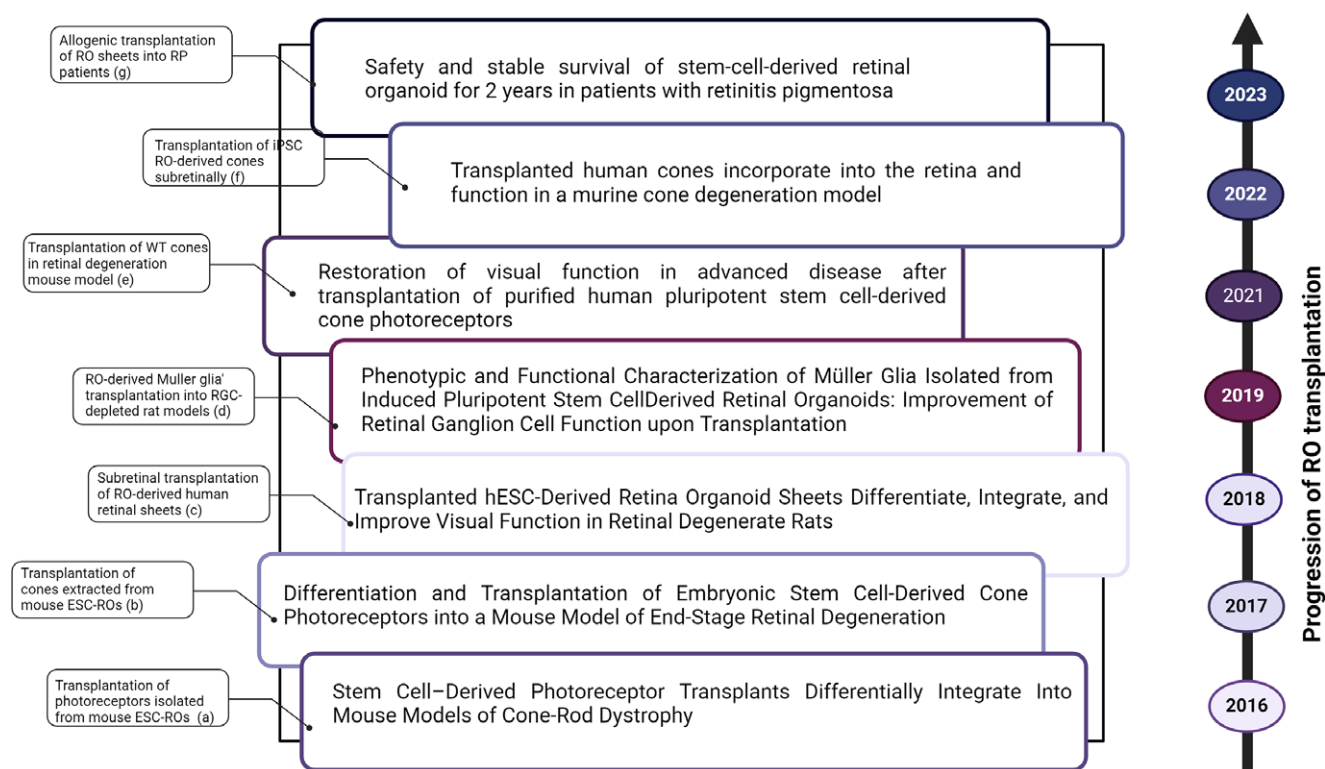 Allogenic transplantation
of RO sheets into RP
patients (g)
Safety and stable survival of stem-cell-derived retinal
organoid for 2 years in patients with retinitis pigmentosa
2023
Transplantation of iPSC
RO-derived cones
subretinally (f)
Transplanted human cones incorporate into the retina and
function in a murine cone degeneration model
2022
Transplantation of WT cones
in retinal degeneration
mouse model (e)
Restoration of visual function in advanced disease after
transplantation of purified human pluripotent stem cell-derived
cone photoreceptors
2021
RO-derived Muller glia'
transplantation into RGC-
depleted rat models (d)
Phenotypic and Functional Characterization of Müller Glia Isolated from
Induced Pluripotent Stem CellDerived Retinal Organoids: Improvement of
Retinal Ganglion Cell Function upon Transplantation
2019
Subretinal transplantation
of RO-derived human
retinal sheets (c)
Transplanted hESC-Derived Retina Organoid Sheets Differentiate, Integrate, and
Improve Visual Function in Retinal Degenerate Rats
2018
Transplantation of
cones extracted from
mouse ESC-ROs (b)
Differentiation and Transplantation of Embryonic Stem Cell-Derived Cone
Photoreceptors into a Mouse Model of End-Stage Retinal Degeneration
2017
Transplantation of
photoreceptors isolated
from mouse ESC-ROs (a)
Stem Cell–Derived Photoreceptor Transplants Differentially Integrate Into
Mouse Models of Cone-Rod Dystrophy
2016
Progression of RO transplantation